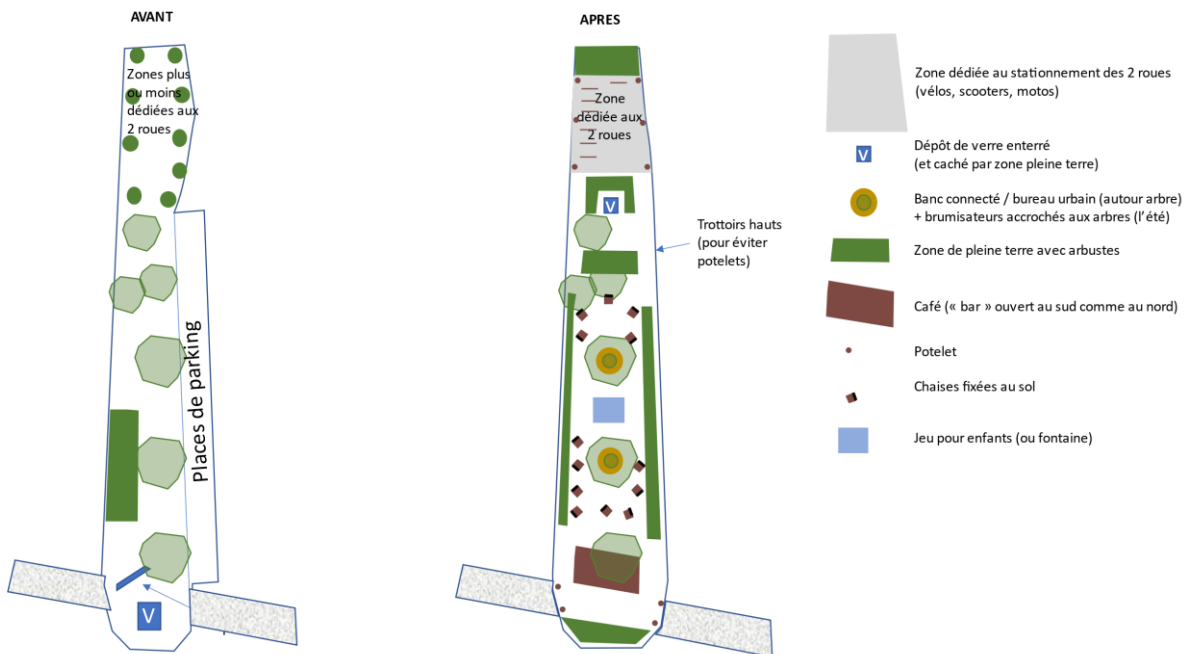 AVANT
Zones plus
ou moins
dédiées aux
2 roues
Places de parking
V
APRES
Zone
dédiée aux
2 roues
V
Trottoirs hauts
(pour éviter
potelets)
Zone dédiée au stationnement des 2 roues
(vélos, scooters, motos)
V
Dépôt de verre enterré
(et caché par zone pleine terre)
Banc connecté / bureau urbain (autour arbre)
+ brumisateurs accrochés aux arbres (l'été)
Zone de pleine terre avec arbustes
Café (« bar » ouvert au sud comme au nord)
Potelet
Chaises fixées au sol
Jeu pour enfants (ou fontaine)